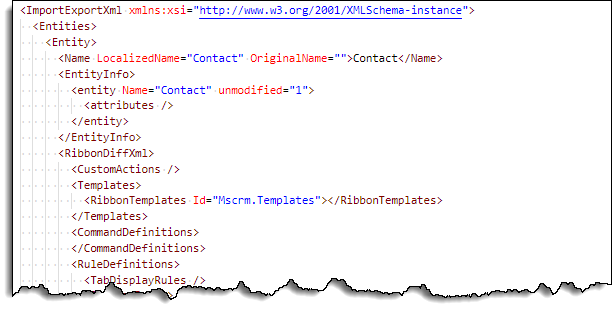 <ImportExportXml xmlns:xsi="http://www.w3.org/2001/XMLSchema-instance">
<Entities>
<Entity>
<Name LocalizedName="Contact" OriginalName="">Contact</Name>
<EntityInfo>
<entity Name="Contact" unmodified="1">
<attributes />
</entity>
</EntityInfo>
<RibbonDiffXml>
<CustomActions />
<Templates>
<RibbonTemplates Id="Mscrm.Templates"></RibbonTemplates>
</Templates>
<CommandDefinitions>
</CommandDefinitions>
<RuleDefinitions>
<TabDisplayRules />